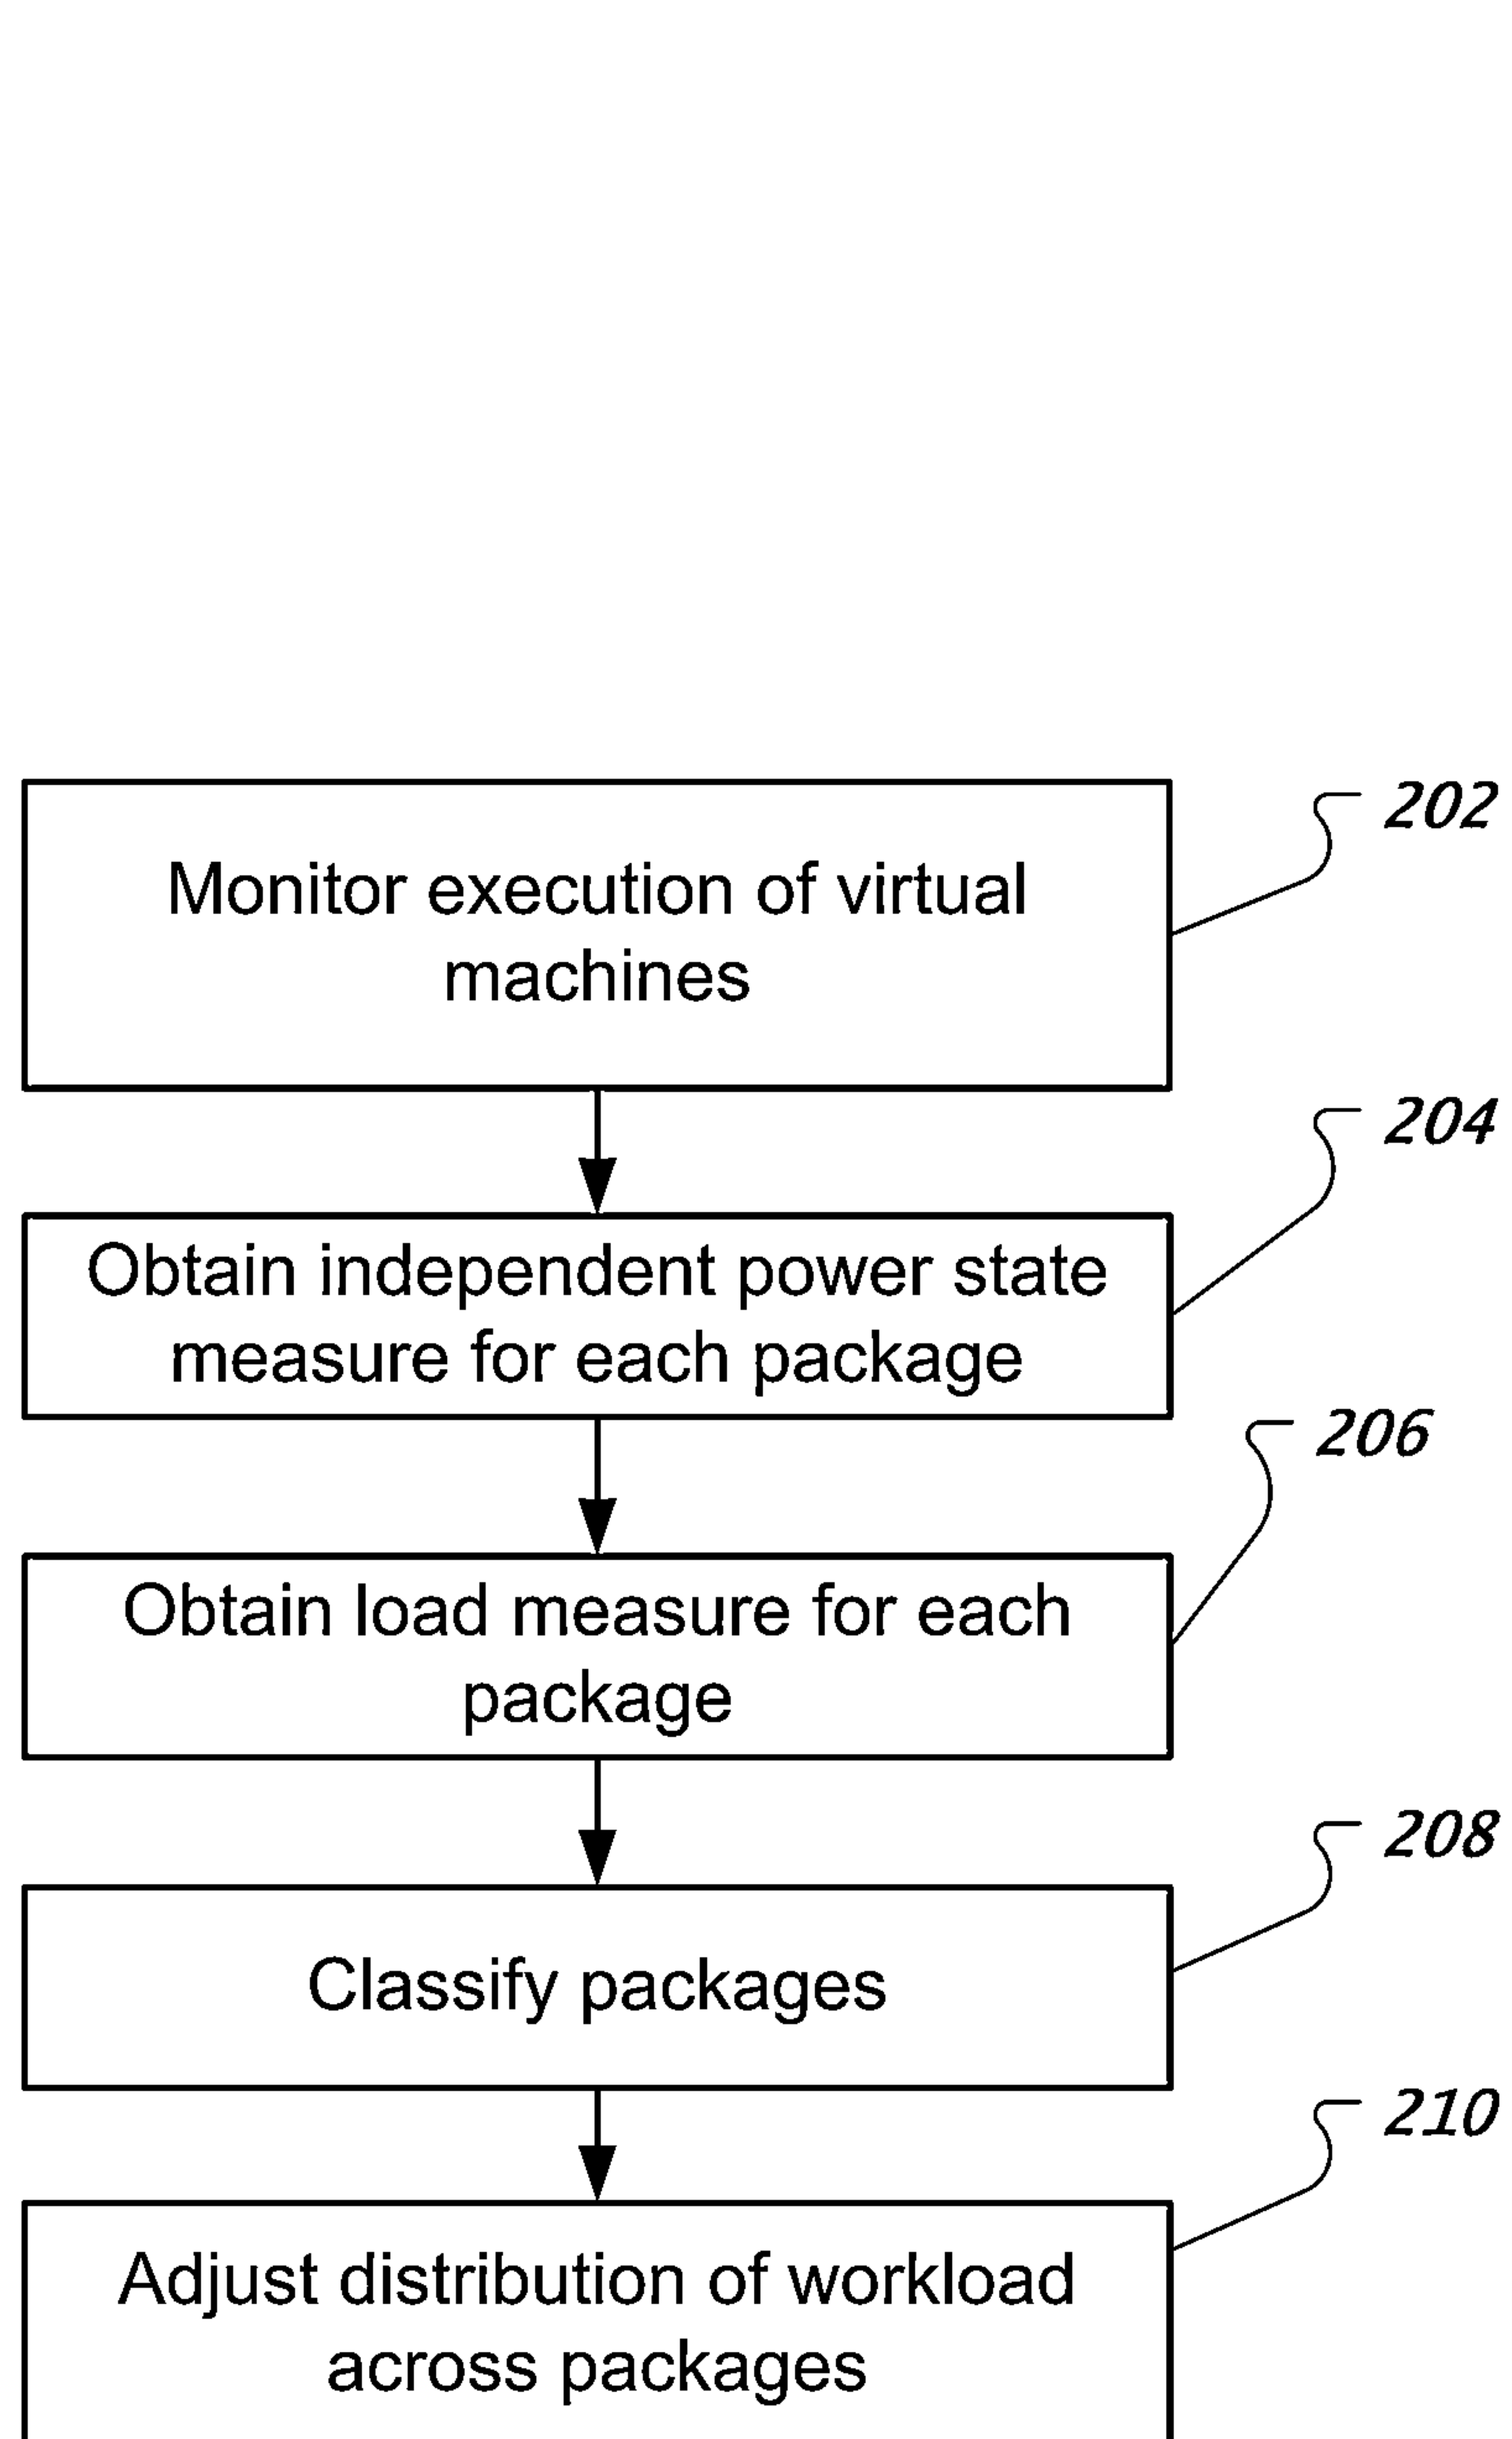 202
Monitor execution of virtual
machines
204
Obtain independent power state
measure for each package
206
Obtain load measure for each
package
208
Classify packages
210
Adjust distribution of workload
across packages